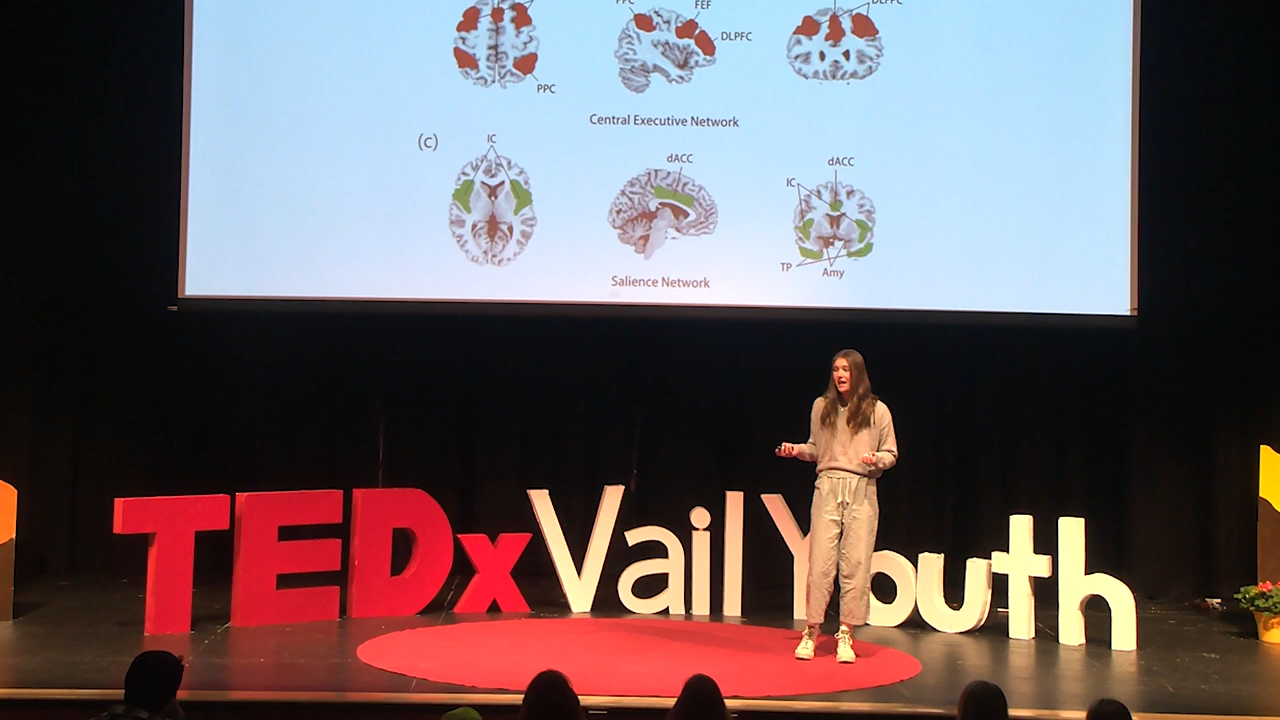 PPC
FEF
DLPFC
DLPFC
PPC
Central Executive Network
(c)
IC
dACC
dACC
IC
TP
Amy
Salience Network
TEDxVail Youth